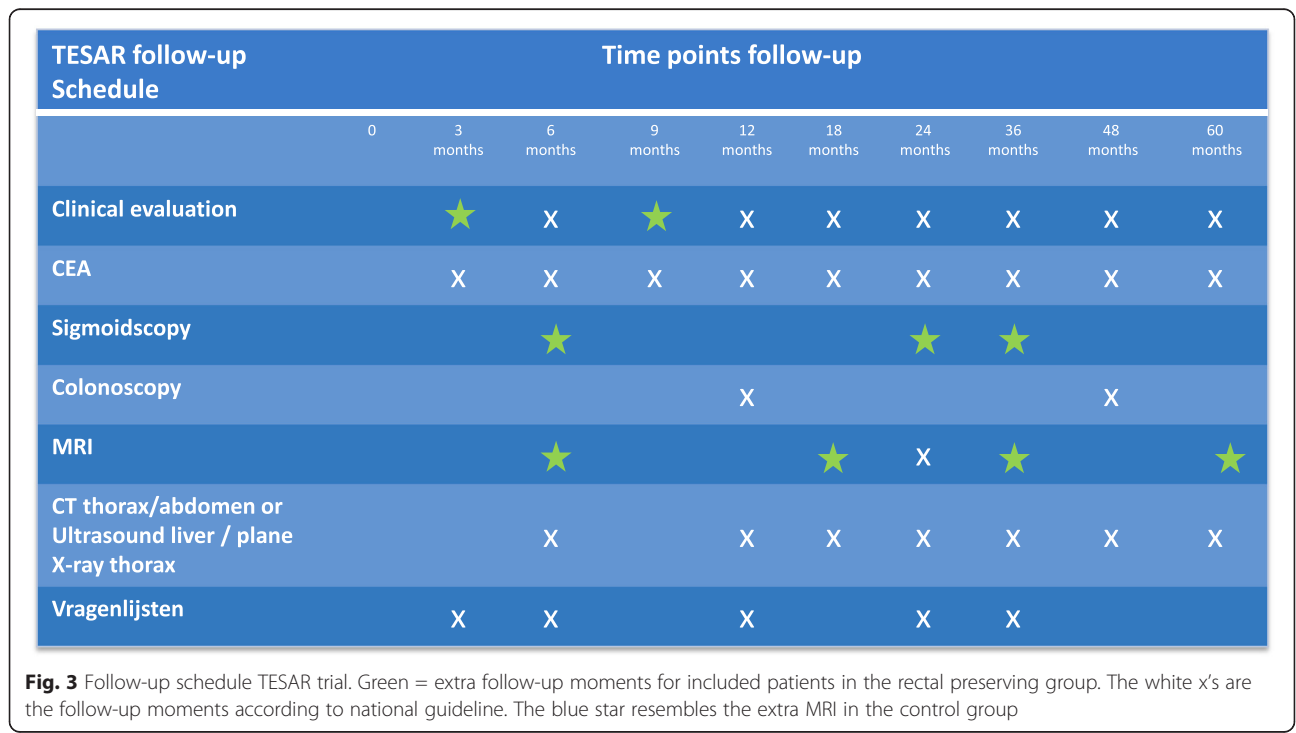 TESAR follow-up
Schedule
Time points follow-up
0 3 6 9 12 18 24 36 48 60
months months months months months months months months months
Clinical evaluation X X X X X X X
CEA X X X X X X X X X
Sigmoidscopy
Colonoscopy X X
MRI X
CT thorax/abdomen or
Ultrasound liver / plane X X X X X X X
X-ray thorax
Vragenlijsten X X X X X
Fig. 3 Follow-up schedule TESAR trial. Green = extra follow-up moments for included patients in the rectal preserving group. The white x's are
the follow-up moments according to national guideline. The blue star resembles the extra MRI in the control group